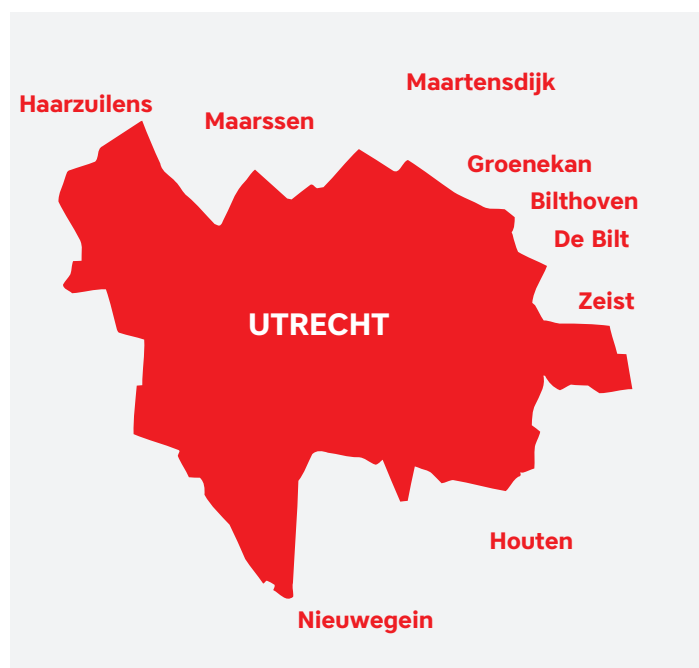 Maartensdijk
Haarzuilens
Maarssen
Groenekan
Bilthoven
De Bilt
Zeist
UTRECHT
Houten
Nieuwegein